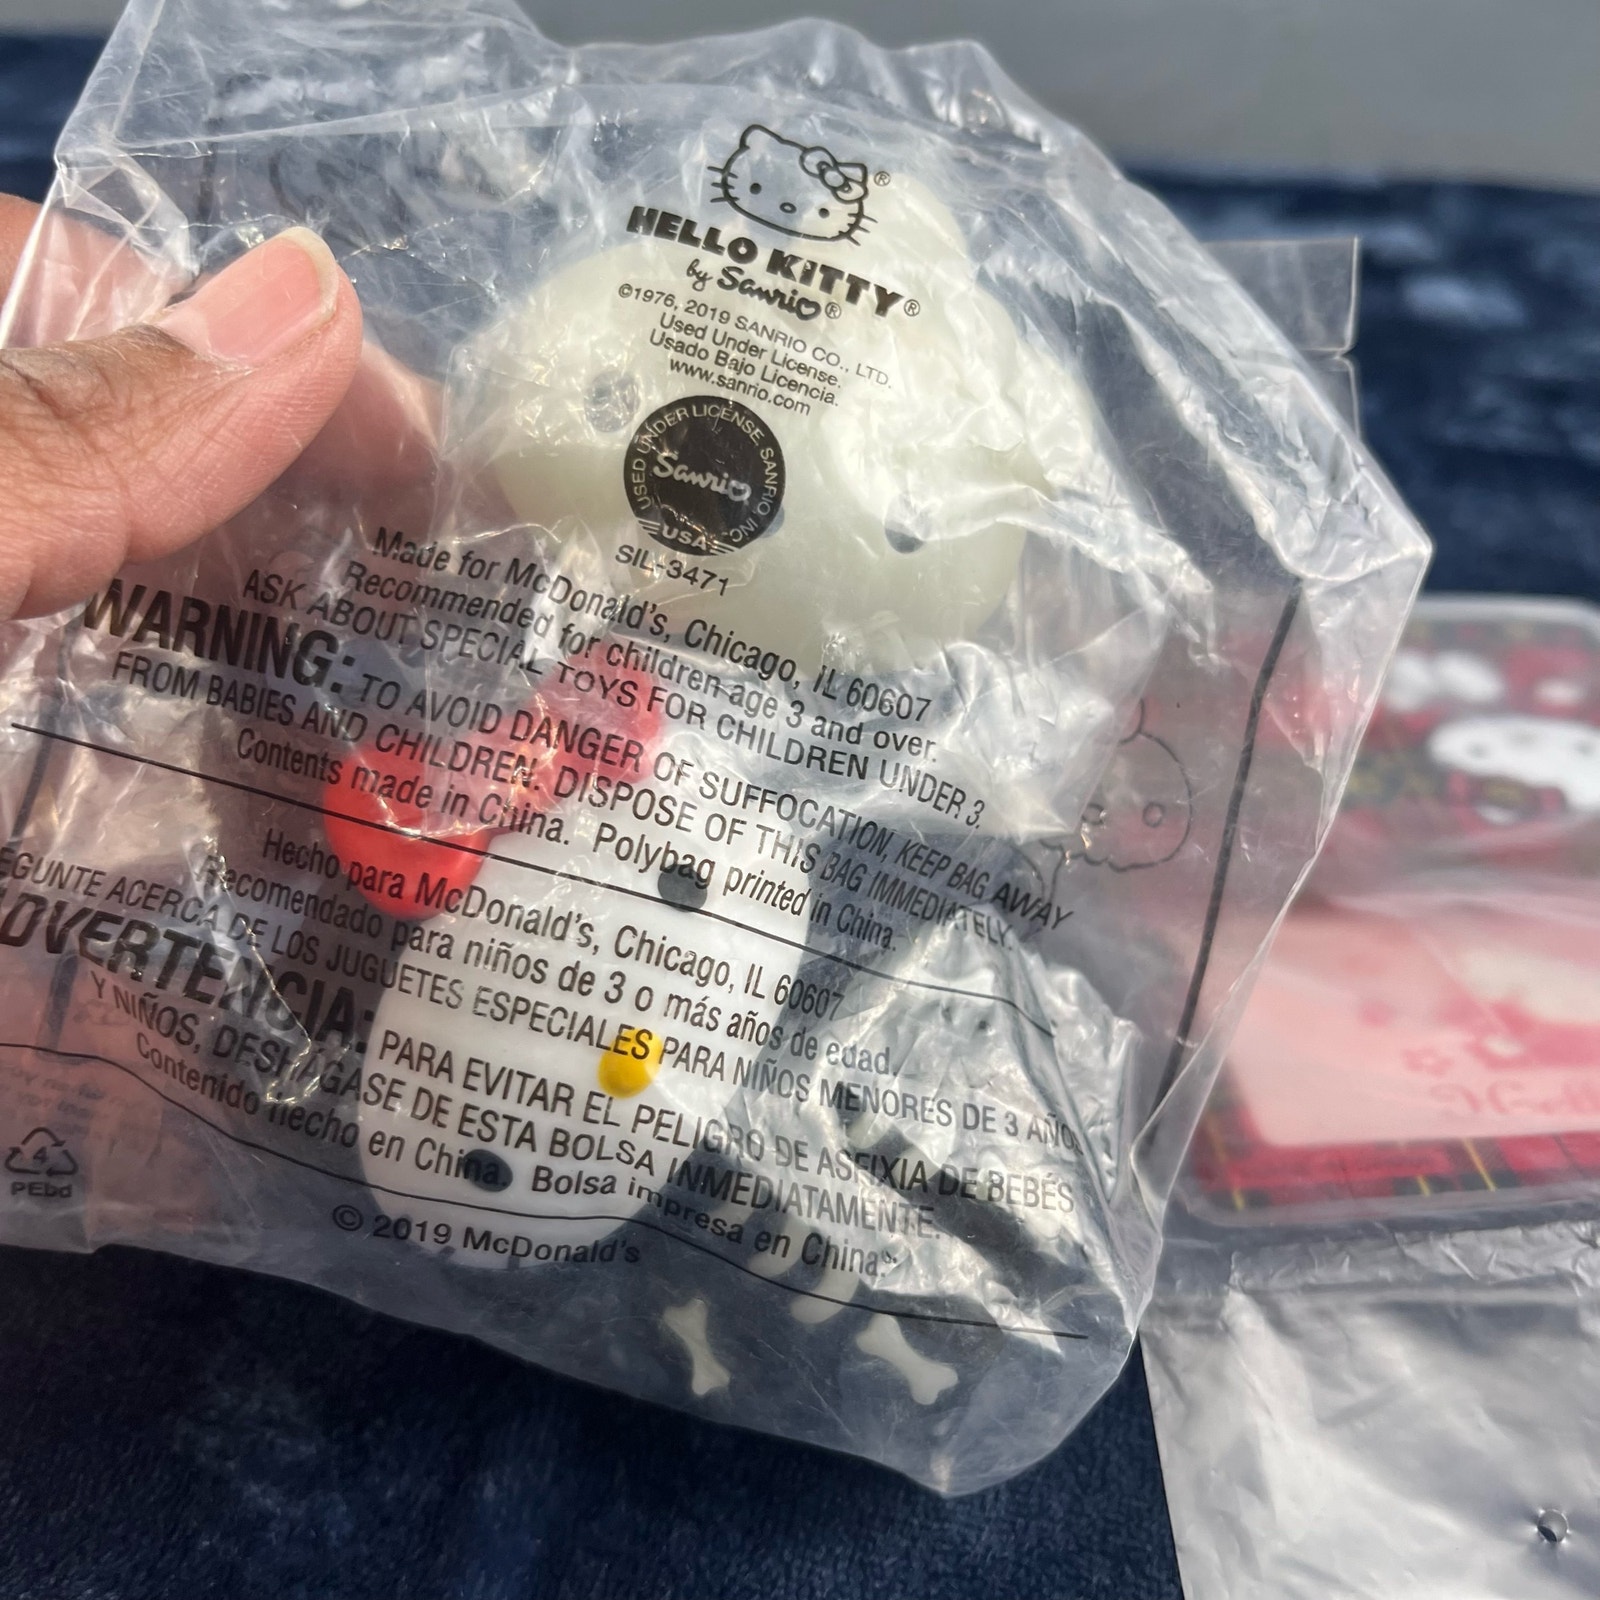 ®
HELLO KITTY®
by Sanrio®
©1976, 2019 SANRIO CO., LTD.
Used Under License.
Usado Bajo Licencia.
www.sanrio.com
USED UNDER LICENSE SANRIO, INC.
Sanrio
USA
SIL-3471
Made for McDonald's, Chicago, IL 60607
Recommended for children age 3 and over.
ASK ABOUT SPECIAL TOYS FOR CHILDREN UNDER 3.
WARNING: TO AVOID DANGER OF SUFFOCATION, KEEP BAG AWAY
FROM BABIES AND CHILDREN. DISPOSE OF THIS BAG IMMEDIATELY.
Contents made in China. Polybag printed in China.
Hecho para McDonald's, Chicago, IL 60607
Recomendado para niños de 3 o más años de edad.
EGUNTE ACERCA DE LOS JUGUETES ESPECIALES PARA NIÑOS MENORES DE 3 AÑO
ADVERTENCIA: PARA EVITAR EL PELIGRO DE ASFIXIA DE BEBÉS
Y NIÑOS, DESHÁGASE DE ESTA BOLSA INMEDIATAMENTE.
Contenido hecho en China. Bolsa impresa en China.
© 2019 McDonald's
4
PEbd